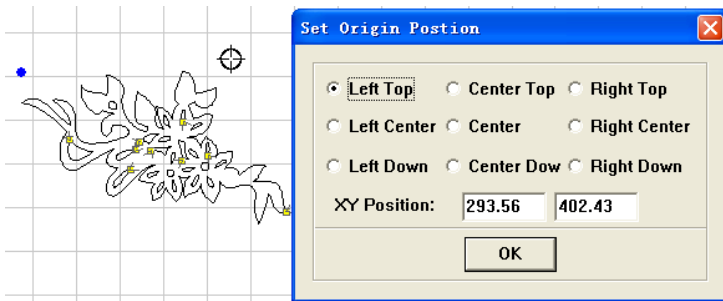 Set Origin Postion
Left Top Center Top Right Top
Left Center Center Right Center
Left Down Center Dow Right Down
XY Position: 293.56 402.43
OK